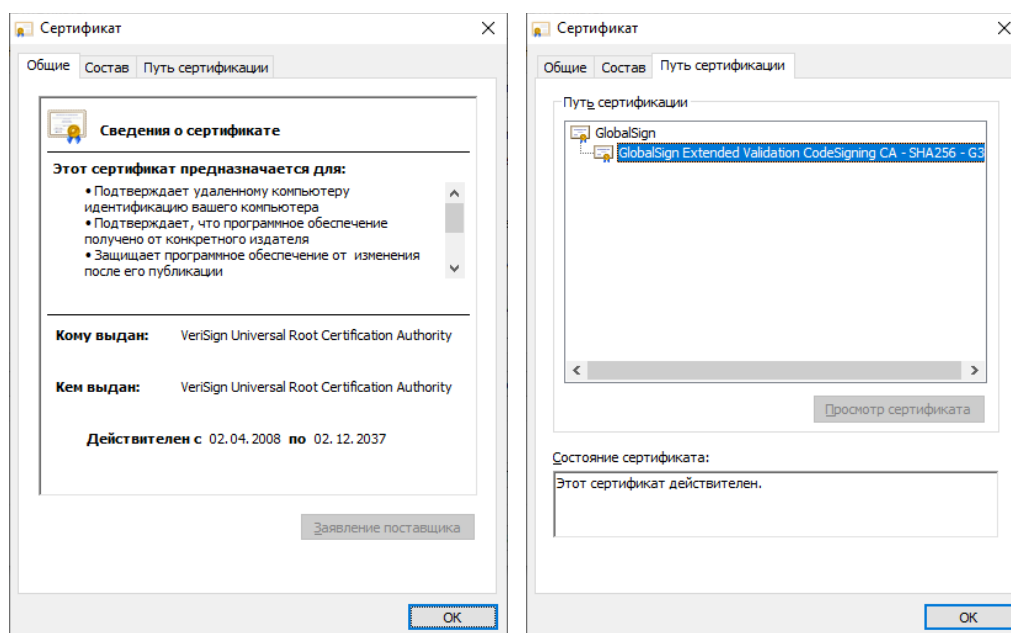 Сертификат
Общие
Состав
Путь сертификации
Сведения о сертификате
Этот сертификат предназначается для:
• Подтверждает удаленному компьютеру
идентификацию вашего компьютера
• Подтверждает, что программное обеспечение
получено от конкретного издателя
• Защищает программное обеспечение от изменения
после его публикации
Кому выдан: VeriSign Universal Root Certification Authority
Кем выдан: VeriSign Universal Root Certification Authority
Действителен с 02.04.2008 по 02.12.2037
Заявление поставщика
OK
Сертификат
Общие
Состав
Путь сертификации
Путь сертификации
GlobalSign
GlobalSign Extended Validation CodeSigning CA - SHA256 - G3
Просмотр сертификата
Состояние сертификата:
Этот сертификат действителен.
OK